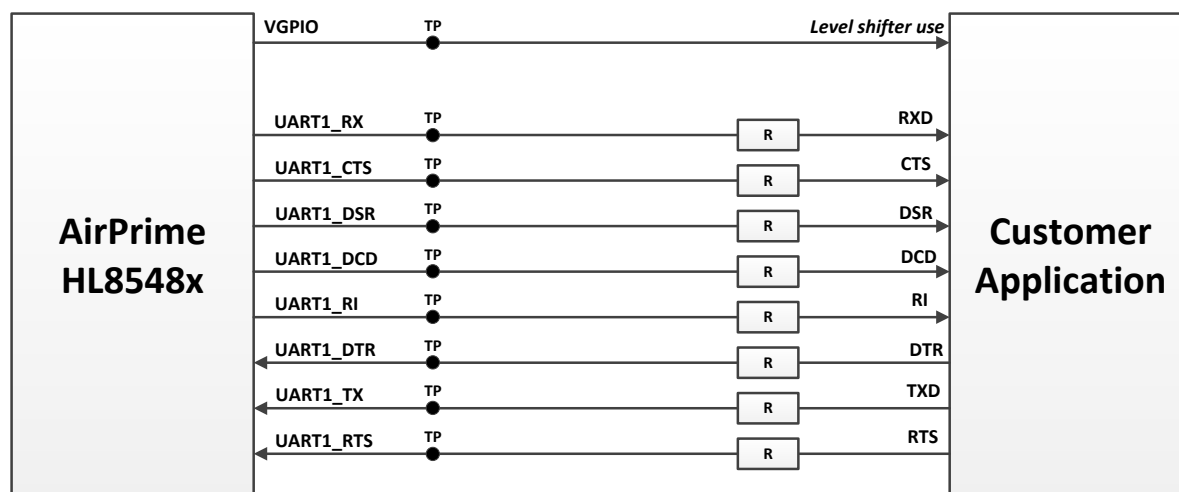 VGPIO TP Level shifter use
UART1_RX TP R RXD
UART1_CTS TP R CTS
UART1_DSR TP R DSR
UART1_DCD TP R DCD
UART1_RI TP R RI
UART1_DTR TP R DTR
UART1_TX TP R TXD
UART1_RTS TP R RTS
AirPrime
HL8548x
Customer
Application